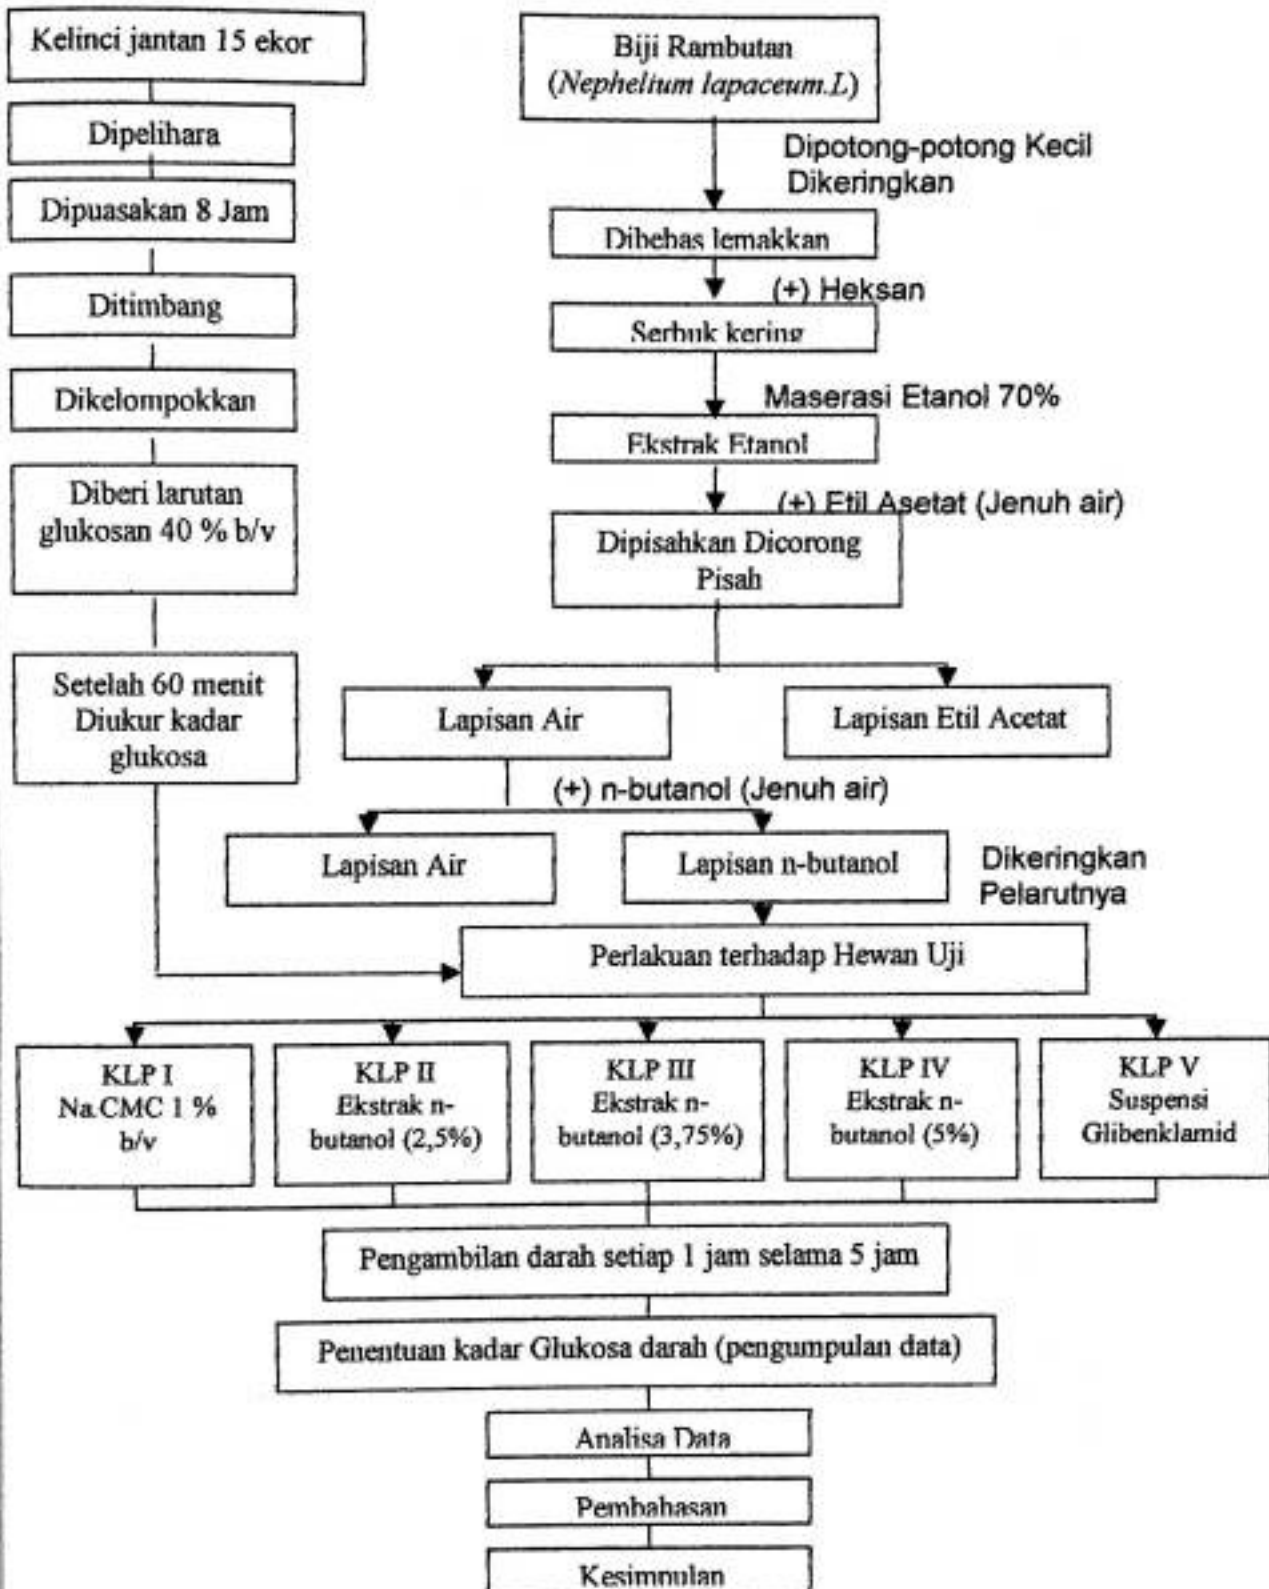 Kelinci jantan 15 ekor
Dipelihara
Dipuasakan 8 Jam
Ditimbang
Dikelompokkan
Diberi larutan
glukosan 40 % b/v
Setelah 60 menit
Diukur kadar
glukosa
Biji Rambutan
(Nephelium lapaceum.L)
Dipotong-potong Kecil
Dikeringkan
Dibebas lemakkan
(+) Heksan
Serbuk kering
Maserasi Etanol 70%
Ekstrak Etanol
(+) Etil Asetat (Jenuh air)
Dipisahkan Dicorong
Pisah
Lapisan Air
Lapisan Etil Acetat
(+) n-butanol (Jenuh air)
Lapisan Air
Lapisan n-butanol
Dikeringkan
Pelarutnya
Perlakuan terhadap Hewan Uji
KLP I
Na.CMC 1 %
b/v
KLP II
Ekstrak n-
butanol (2,5%)
KLP III
Ekstrak n-
butanol (3,75%)
KLP IV
Ekstrak n-
butanol (5%)
KLP V
Suspensi
Glibenklamid
Pengambilan darah setiap 1 jam selama 5 jam
Penentuan kadar Glukosa darah (pengumpulan data)
Analisa Data
Pembahasan
Kesimpulan